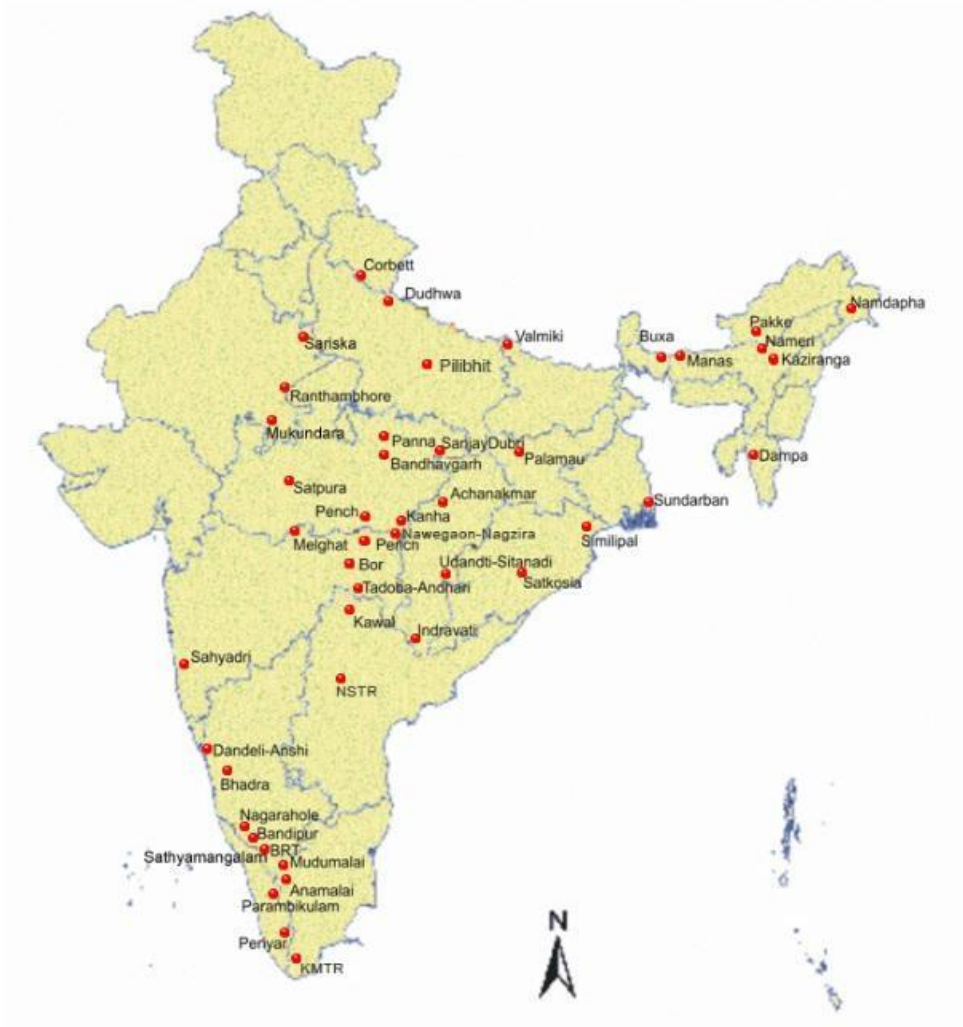 Corbett
Dudhwa
Namdapha
Pakke
Sariska
Valmiki
Buxa
Nameri
Pilibhit
Manas
Kaziranga
Ranthambhore
Mukundara
Panna
SanjayDubri
Bandhavgarh
Palamau
Dampa
Satpura
Achanakmar
Sundarban
Pench
Kanha
Nawegaon-Nagzira
Similipal
Melghat
Pench
Bor
Udandti-Sitanadi
Satkosia
Tadoba-Andhari
Kawal
Indravati
Sahyadri
NSTR
Dandeli-Anshi
Bhadra
Nagarahole
Bandipur
BRT
Sathyamangalam
Mudumalai
Anamalai
Parambikulam
N
Periyar
KMTR